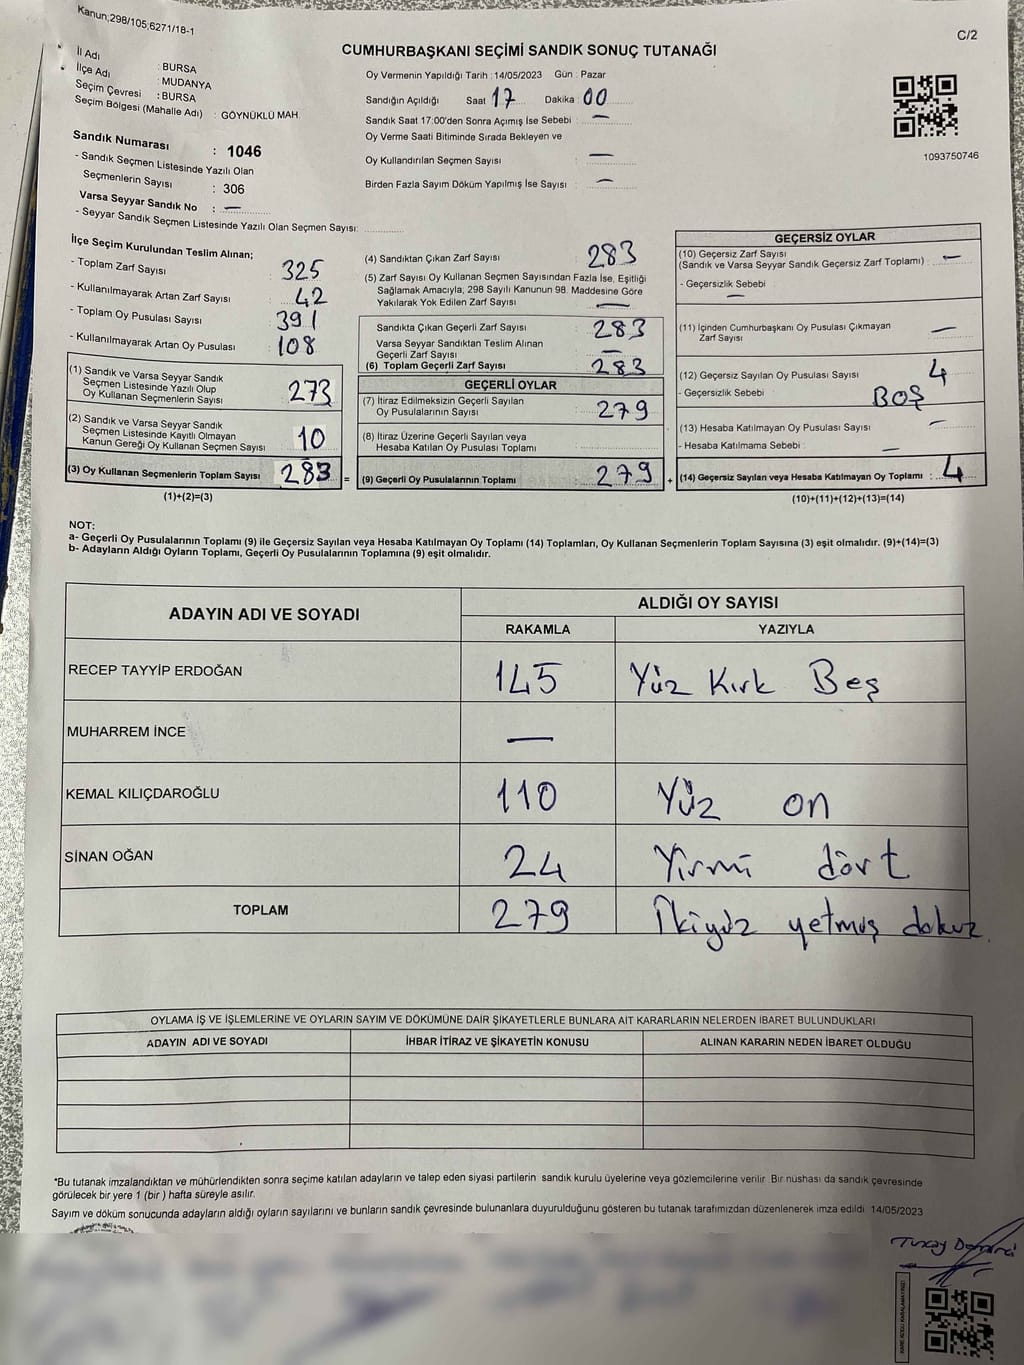 Kanun;298/105;6271/18-1
C/2
CUMHURBAŞKANI SEÇİMİ SANDIK SONUÇ TUTANAĞI
İl Adı : BURSA
İlçe Adı : MUDANYA
Seçim Çevresi : BURSA
Seçim Bölgesi (Mahalle Adı) : GÖYNÜKLÜ MAH.
Oy Vermenin Yapıldığı Tarih : 14/05/2023 Gün : Pazar
Sandığın Açıldığı Saat 17 Dakika : 00
Sandık Saat 17:00'den Sonra Açımış İse Sebebi : —
Oy Verme Saati Bitiminde Sırada Bekleyen ve
Oy Kullandırılan Seçmen Sayısı : —
Birden Fazla Sayım Döküm Yapılmış İse Sayısı : —
1093750746
Sandık Numarası : 1046
- Sandık Seçmen Listesinde Yazılı Olan
Seçmenlerin Sayısı : 306
Varsa Seyyar Sandık No : —
- Seyyar Sandık Seçmen Listesinde Yazılı Olan Seçmen Sayısı:
İlçe Seçim Kurulundan Teslim Alınan;
- Toplam Zarf Sayısı : 325
- Kullanılmayarak Artan Zarf Sayısı : 42
- Toplam Oy Pusulası Sayısı : 391
- Kullanılmayarak Artan Oy Pusulası : 108
(1) Sandık ve Varsa Seyyar Sandık
Seçmen Listesinde Yazılı Olup
Oy Kullanan Seçmenlerin Sayısı : 273
(2) Sandık ve Varsa Seyyar Sandık
Seçmen Listesinde Kayıtlı Olmayan
Kanun Gereği Oy Kullanan Seçmen Sayısı : 10
(3) Oy Kullanan Seçmenlerin Toplam Sayısı : 283 =
(1)+(2)=(3)
(4) Sandıktan Çıkan Zarf Sayısı : 283
(5) Zarf Sayısı Oy Kullanan Seçmen Sayısından Fazla İse, Eşitliği
Sağlamak Amacıyla, 298 Sayılı Kanunun 98. Maddesine Göre
Yakılarak Yok Edilen Zarf Sayısı : —
Sandıkta Çıkan Geçerli Zarf Sayısı : 283
Varsa Seyyar Sandıktan Teslim Alınan
Geçerli Zarf Sayısı : —
(6) Toplam Geçerli Zarf Sayısı : 283
GEÇERLİ OYLAR
(7) İtiraz Edilmeksizin Geçerli Sayılan
Oy Pusulalarının Sayısı : 279
(8) İtiraz Üzerine Geçerli Sayılan veya
Hesaba Katılan Oy Pusulası Toplamı :
(9) Geçerli Oy Pusulalarının Toplamı : 279 +
GEÇERSİZ OYLAR
(10) Geçersiz Zarf Sayısı
(Sandık ve Varsa Seyyar Sandık Geçersiz Zarf Toplamı) : —
- Geçersizlik Sebebi :
—
(11) İçinden Cumhurbaşkanı Oy Pusulası Çıkmayan
Zarf Sayısı : —
(12) Geçersiz Sayılan Oy Pusulası Sayısı : 4
- Geçersizlik Sebebi : BOŞ
(13) Hesaba Katılmayan Oy Pusulası Sayısı : —
- Hesaba Katılmama Sebebi : —
(14) Geçersiz Sayılan veya Hesaba Katılmayan Oy Toplamı : 4
(10)+(11)+(12)+(13)=(14)
NOT:
a- Geçerli Oy Pusulalarının Toplamı (9) ile Geçersiz Sayılan veya Hesaba Katılmayan Oy Toplamı (14) Toplamları, Oy Kullanan Seçmenlerin Toplam Sayısına (3) eşit olmalıdır. (9)+(14)=(3)
b- Adayların Aldığı Oyların Toplamı, Geçerli Oy Pusulalarının Toplamına (9) eşit olmalıdır.
ADAYIN ADI VE SOYADI
ALDIĞI OY SAYISI
RAKAMLA YAZIYLA
RECEP TAYYİP ERDOĞAN 145 Yüz Kırk Beş
MUHARREM İNCE —
KEMAL KILIÇDAROĞLU 110 Yüz on
SİNAN OĞAN 24 Yirmi dört
TOPLAM 279 İkiyüz yetmiş dokuz.
OYLAMA İŞ VE İŞLEMLERİNE VE OYLARIN SAYIM VE DÖKÜMÜNE DAİR ŞİKAYETLERLE BUNLARA AİT KARARLARIN NELERDEN İBARET BULUNDUKLARI
ADAYIN ADI VE SOYADI İHBAR İTİRAZ VE ŞİKAYETİN KONUSU ALINAN KARARIN NEDEN İBARET OLDUĞU
*Bu tutanak imzalandıktan ve mühürlendikten sonra seçime katılan adayların ve talep eden siyasi partilerin sandık kurulu üyelerine veya gözlemcilerine verilir. Bir nüshası da sandık çevresinde
görülecek bir yere 1 (bir) hafta süreyle asılır.
Sayım ve döküm sonucunda adayların aldığı oyların sayılarını ve bunların sandık çevresinde bulunanlara duyurulduğunu gösteren bu tutanak tarafımızdan düzenlenerek imza edildi 14/05/2023
KARE KODU KARALAMAYINIZ!